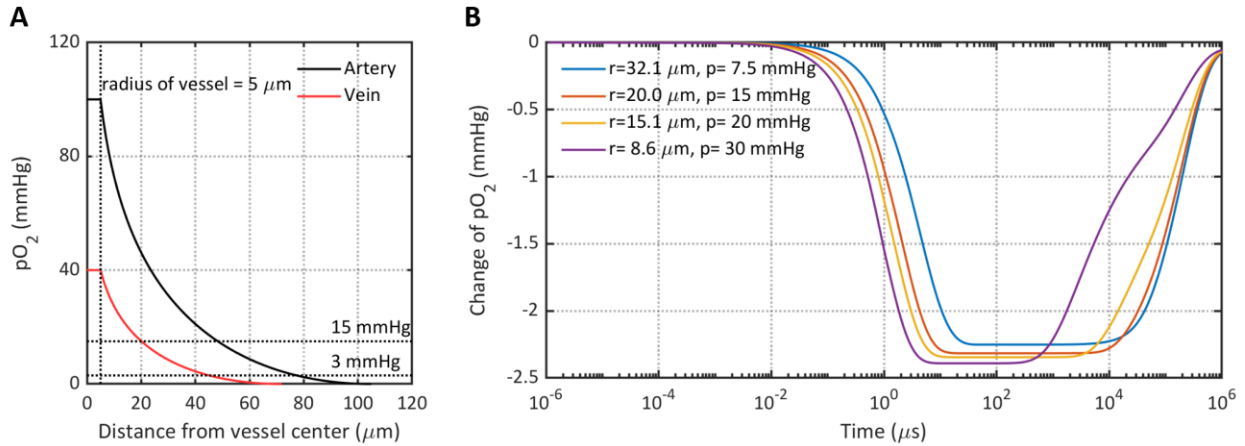 A
pO2 (mmHg)
120
80
40
0
radius of vessel = 5 μm
Artery
Vein
15 mmHg
3 mmHg
0 20 40 60 80 100 120
Distance from vessel center (μm)
B
Change of pO2 (mmHg)
0
-0.5
-1
-1.5
-2
-2.5
r=32.1 μm, p= 7.5 mmHg
r=20.0 μm, p= 15 mmHg
r=15.1 μm, p= 20 mmHg
r= 8.6 μm, p= 30 mmHg
10^-6 10^-4 10^-2 10^0 10^2 10^4 10^6
Time (μs)